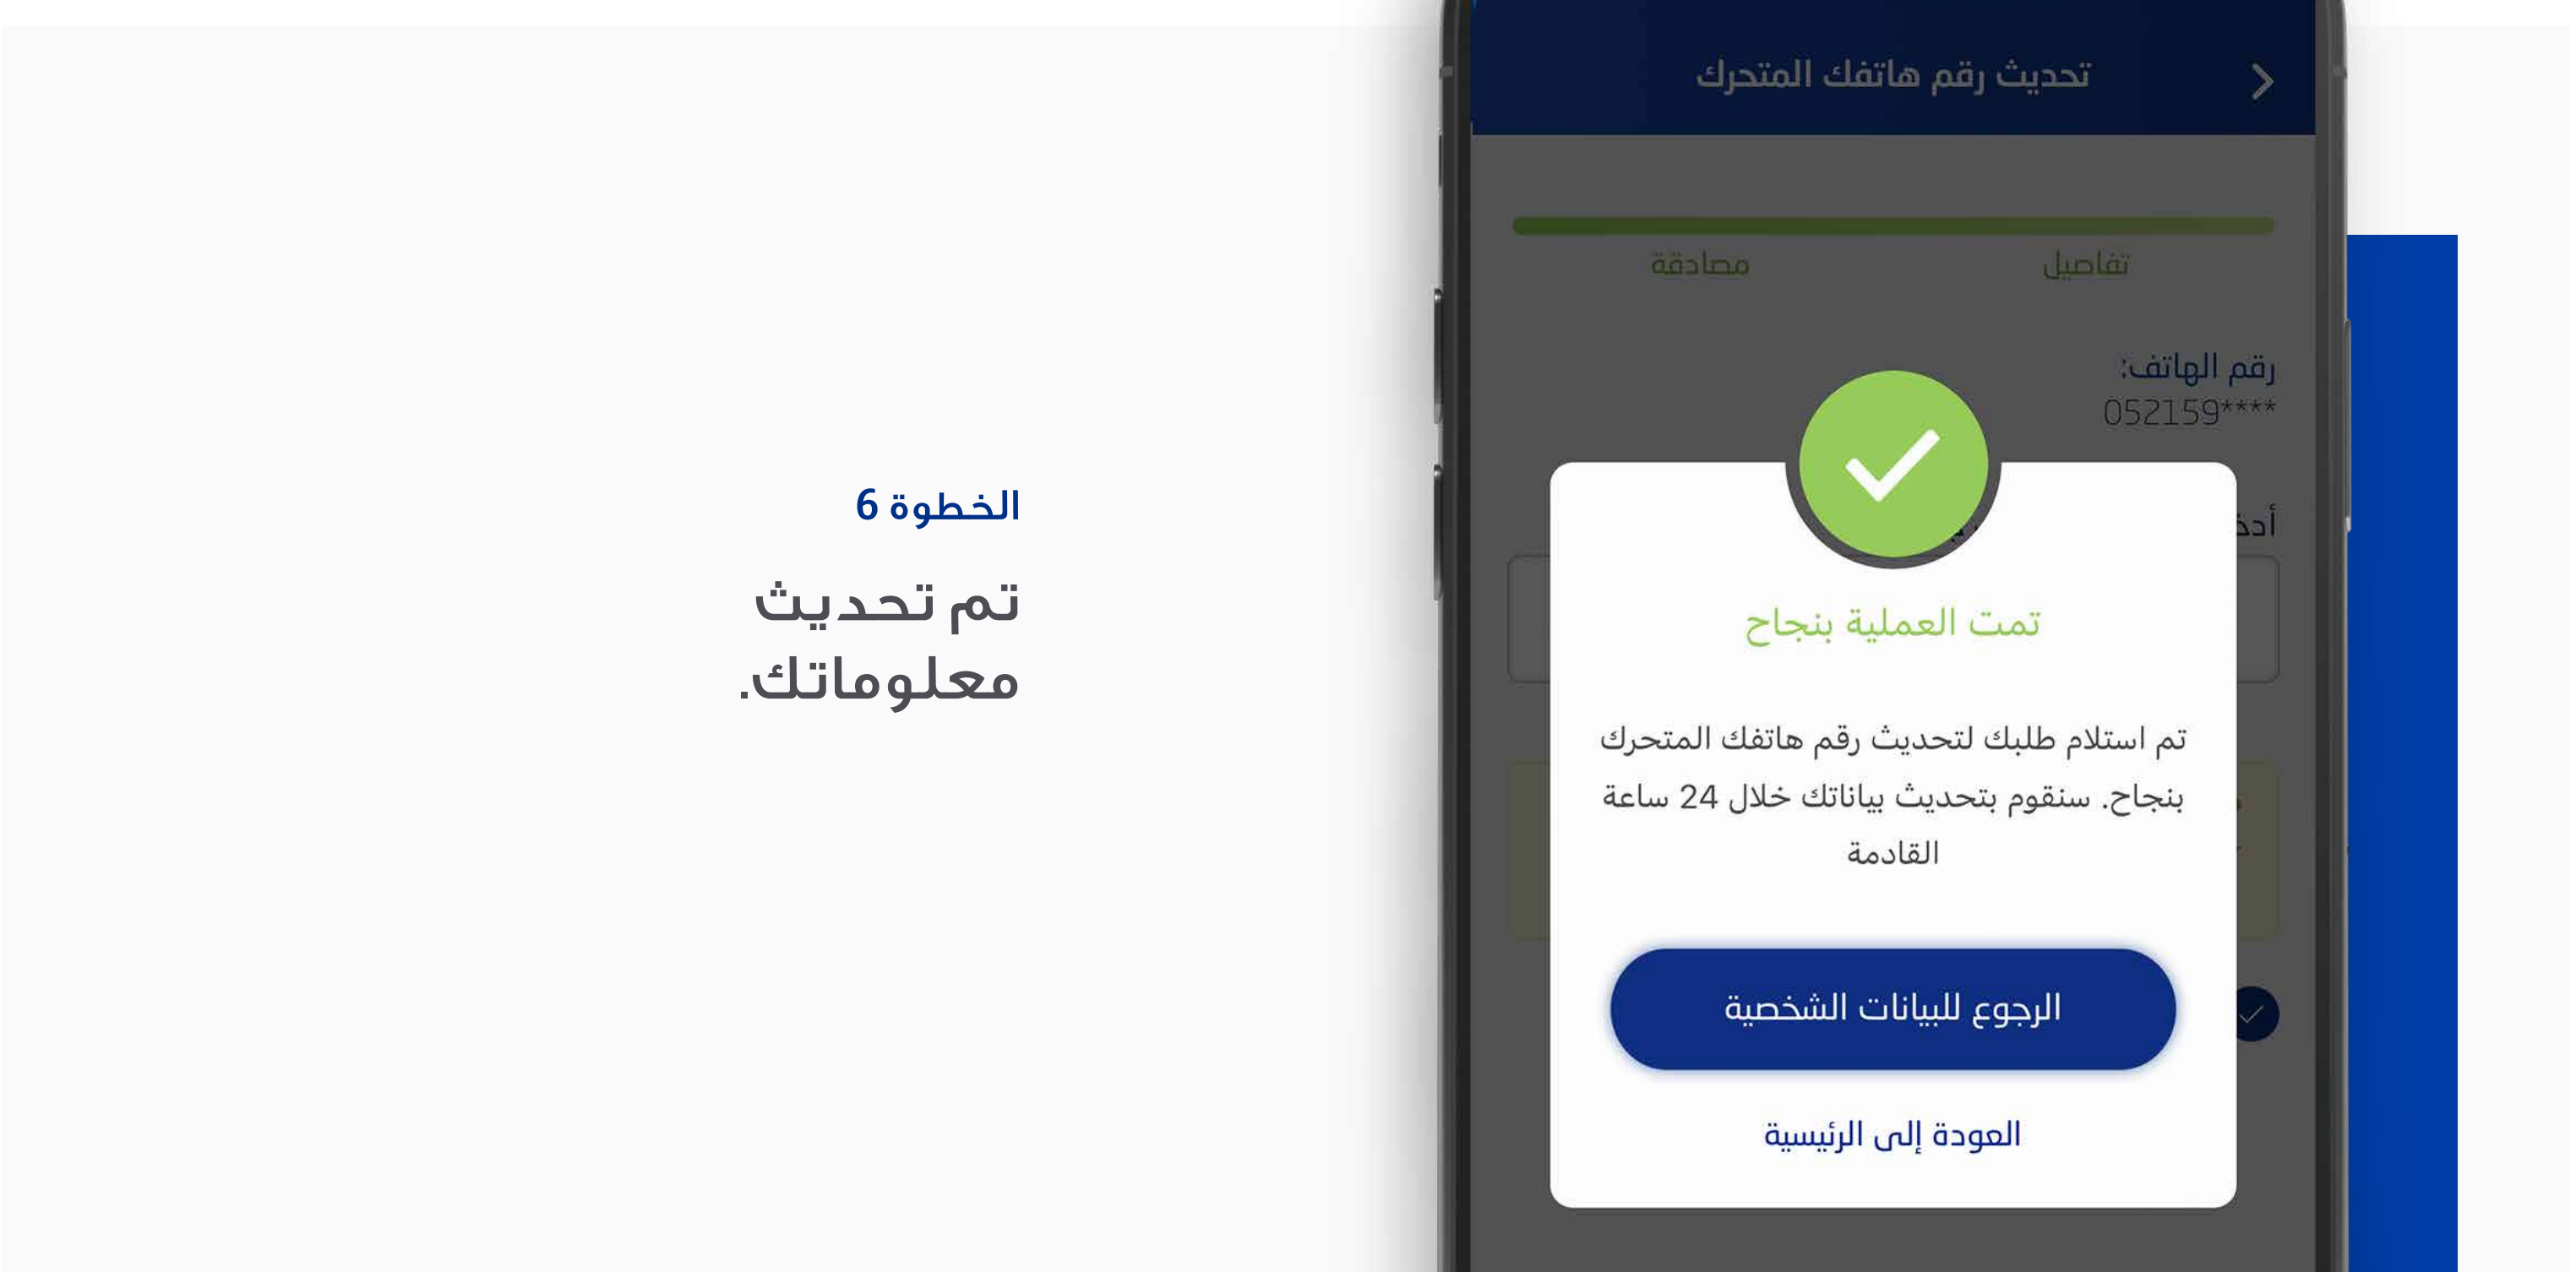 الخطوة 6
تم تحديث
معلوماتك.
تحديث رقم هاتفك المتحرك
تفاصيل
مصادقة
رقم الهاتف:
052159****
تمت العملية بنجاح
تم استلام طلبك لتحديث رقم هاتفك المتحرك
بنجاح. سنقوم بتحديث بياناتك خلال 24 ساعة
القادمة
الرجوع للبيانات الشخصية
العودة إلى الرئيسية